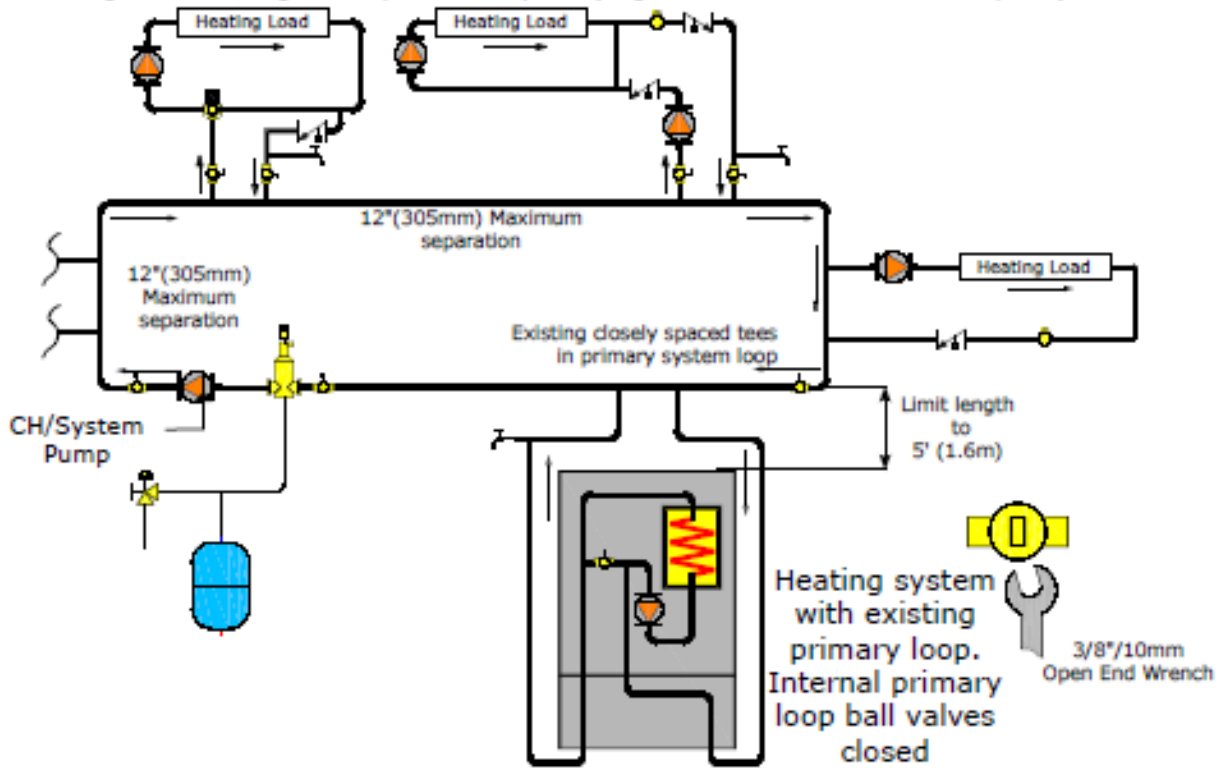 Heating Load
Heating Load
12"(305mm) Maximum
separation
12"(305mm)
Maximum
separation
Heating Load
Existing closely spaced tees
in primary system loop
CH/System
Pump
Limit length
to
5' (1.6m)
Heating system
with existing
primary loop.
Internal primary
loop ball valves
closed
3/8"/10mm
Open End Wrench